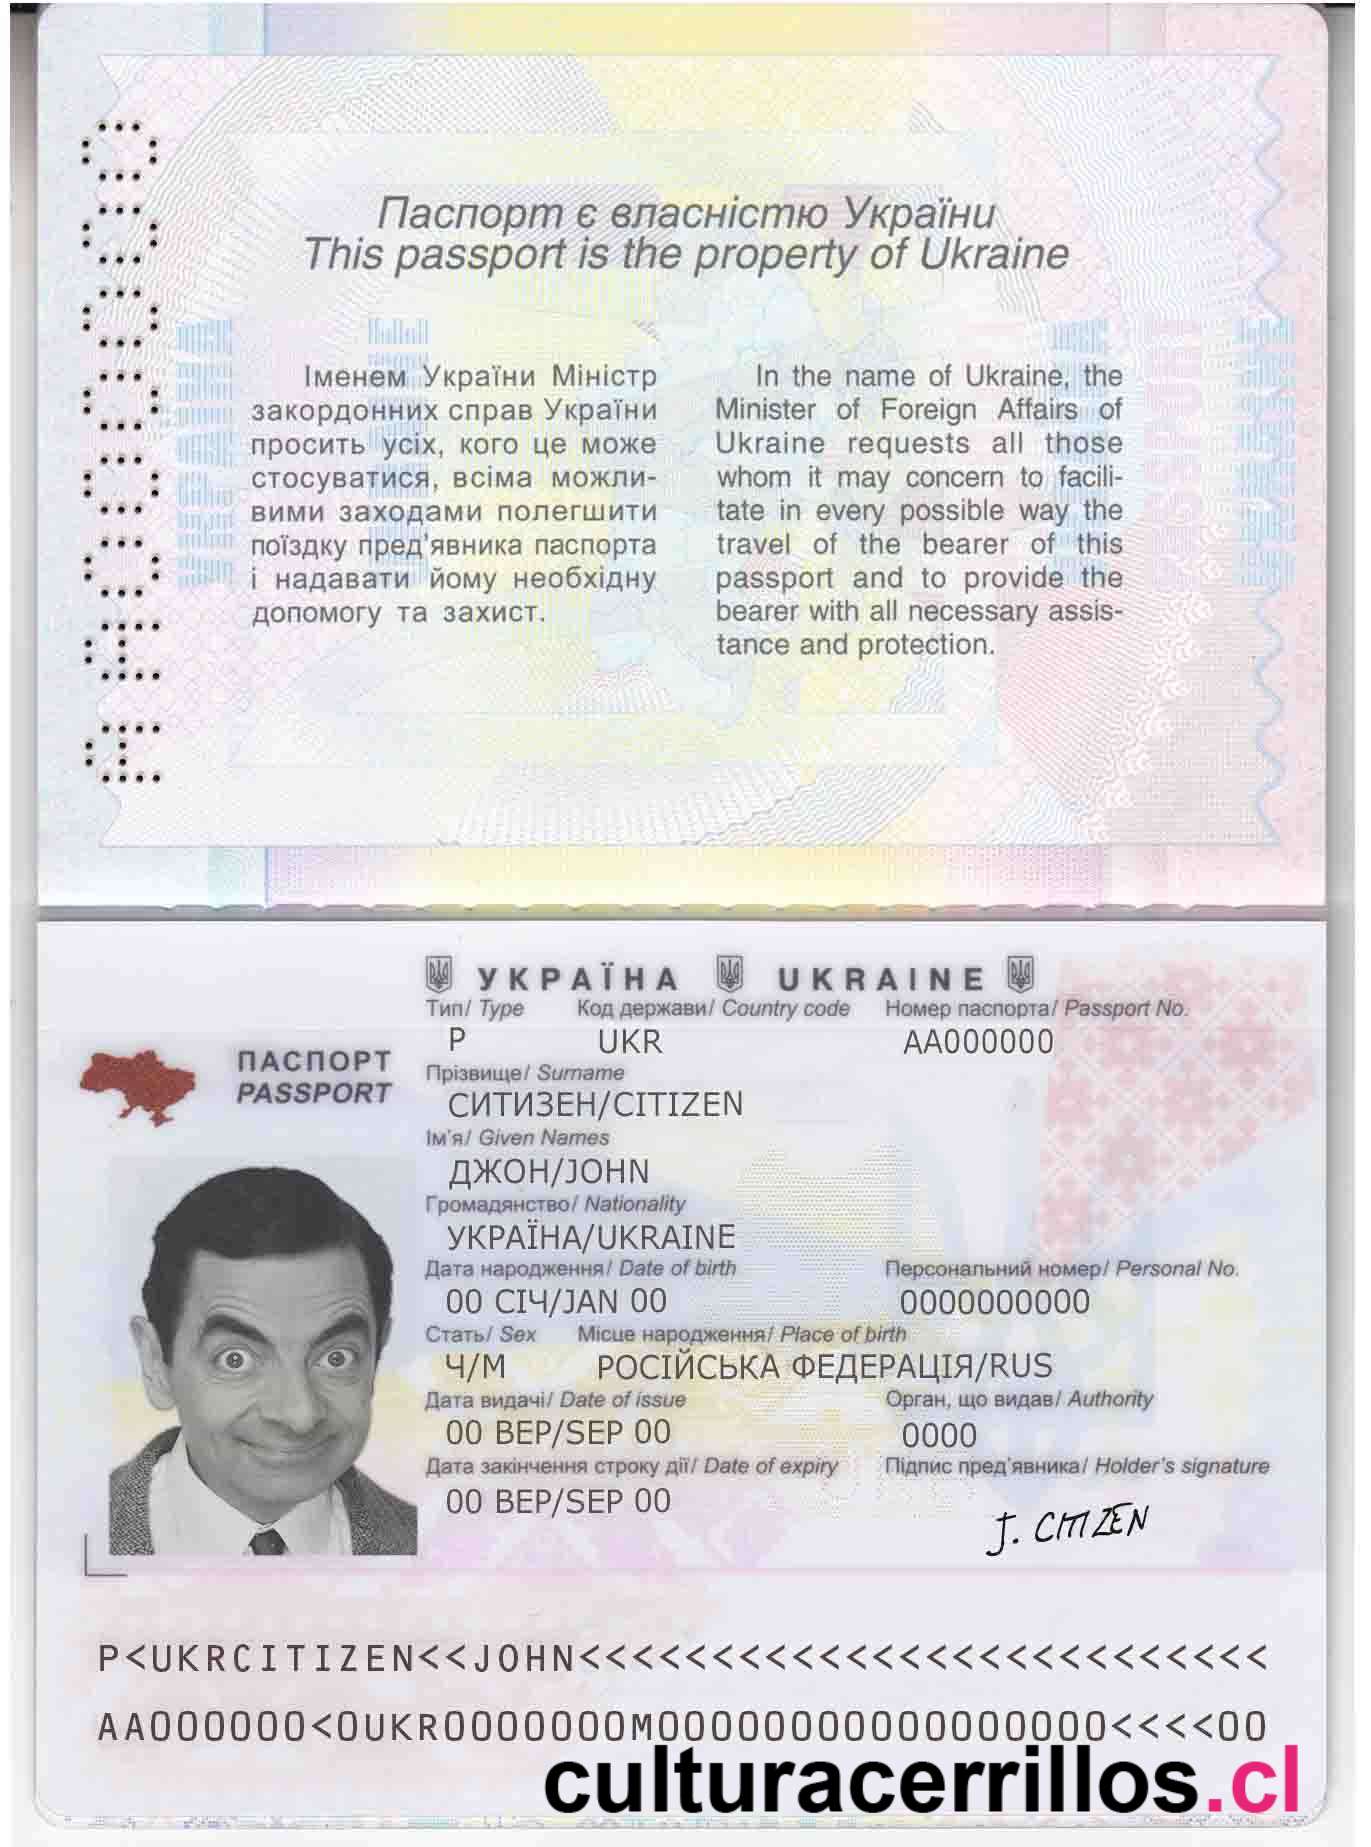 Паспорт є власністю України
This passport is the property of Ukraine
Іменем України Міністр
закордонних справ України
просить усіх, кого це може
стосуватися, всіма можли-
вими заходами полегшити
поїздку пред'явника паспорта
і надавати йому необхідну
допомогу та захист.
In the name of Ukraine, the
Minister of Foreign Affairs of
Ukraine requests all those
whom it may concern to facili-
tate in every possible way the
travel of the bearer of this
passport and to provide the
bearer with all necessary assis-
tance and protection.
УКРАЇНА UKRAINE
Тип/ Type Код держави/ Country code Номер паспорта/ Passport No.
P UKR AA000000
ПАСПОРТ
PASSPORT
Прізвище/ Surname
СИТИЗЕН/CITIZEN
Ім'я/ Given Names
ДЖОН/JOHN
Громадянство/ Nationality
УКРАЇНА/UKRAINE
Дата народження/ Date of birth Персональний номер/ Personal No.
00 СІЧ/JAN 00 0000000000
Стать/ Sex Місце народження/ Place of birth
Ч/M РОСІЙСЬКА ФЕДЕРАЦІЯ/RUS
Дата видачі/ Date of issue Орган, що видав/ Authority
00 ВЕР/SEP 00 0000
Дата закінчення строку дії/ Date of expiry Підпис пред'явника/ Holder's signature
00 ВЕР/SEP 00
J. CITIZEN
P<UKRCITIZEN<<JOHN<<<<<<<<<<<<<<<<<<<<<<<<<<
AA000000<0UKR0000000M00000000000000000<<<<00
culturacerrillos.cl